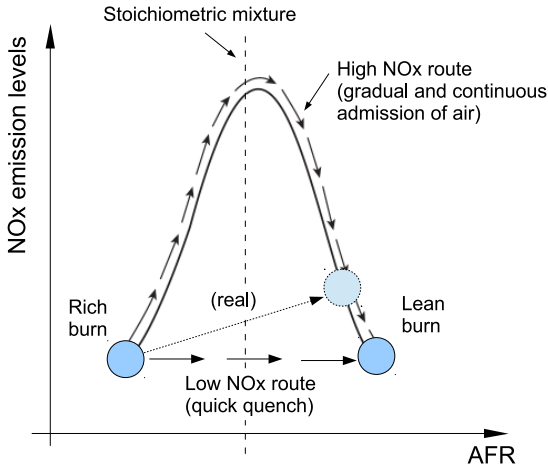 Stoichiometric mixture
High NOx route
(gradual and continuous
admission of air)
NOx emission levels
Rich
burn
(real)
Lean
burn
Low NOx route
(quick quench)
AFR